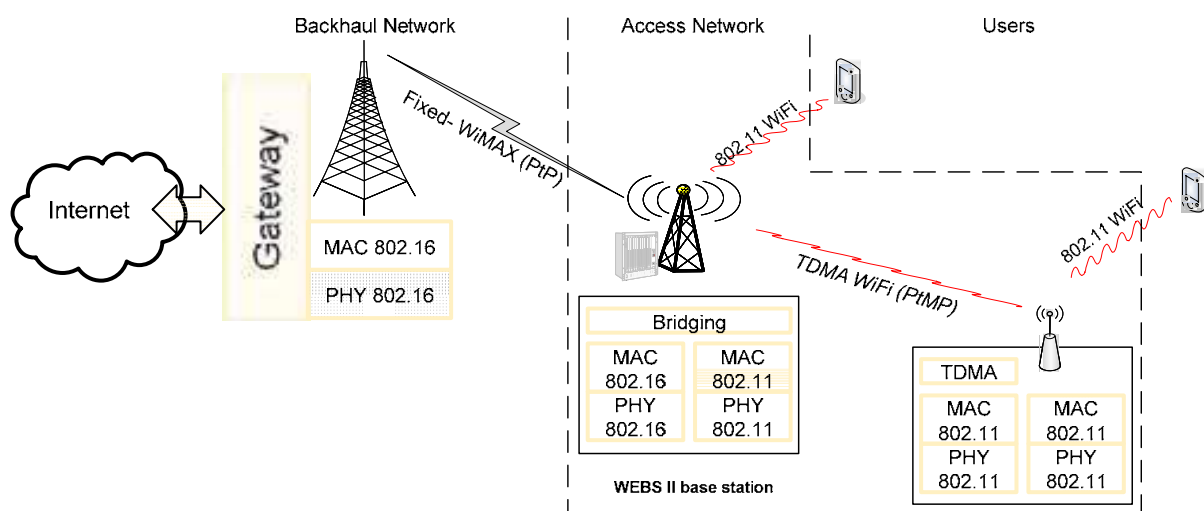 Backhaul Network
Access Network
Users
Internet
Gateway
MAC 802.16
PHY 802.16
Fixed- WiMAX (PtP)
802.11 WiFi
802.11 WiFi
TDMA WiFi (PtMP)
Bridging
MAC
802.16
PHY
802.16
MAC
802.11
PHY
802.11
WEBS II base station
TDMA
MAC
802.11
PHY
802.11
MAC
802.11
PHY
802.11